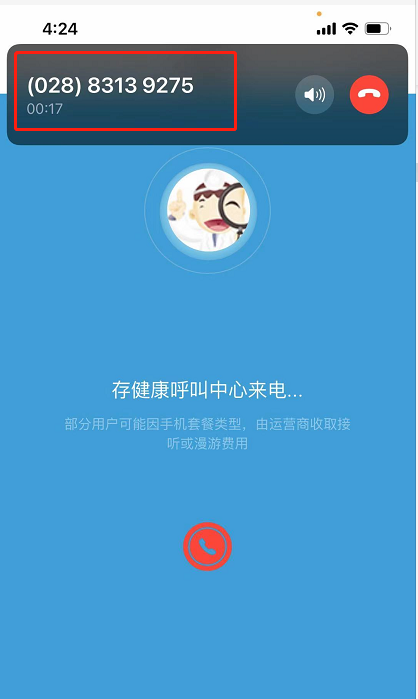 4:24
(028) 8313 9275
00:17
存健康呼叫中心来电...
部分用户可能因手机套餐类型，由运营商收取接
听或漫游费用